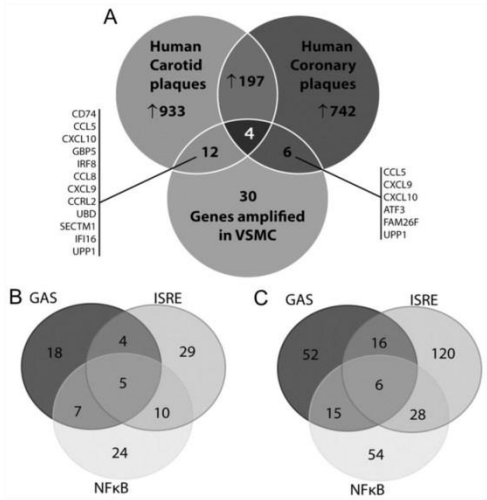 A
Human
Carotid
plaques
↑933
↑197
Human
Coronary
plaques
↑742
4
12
6
30
Genes amplified
in VSMC
CD74
CCL5
CXCL10
GBP5
IRF8
CCL8
CXCL9
CCRL2
UBD
SECTM1
IFI16
UPP1
CCL5
CXCL9
CXCL10
ATF3
FAM26F
UPP1
B
GAS
ISRE
18
4
29
5
7
10
24
NFκB
C
GAS
ISRE
52
16
120
6
15
28
54
NFκB